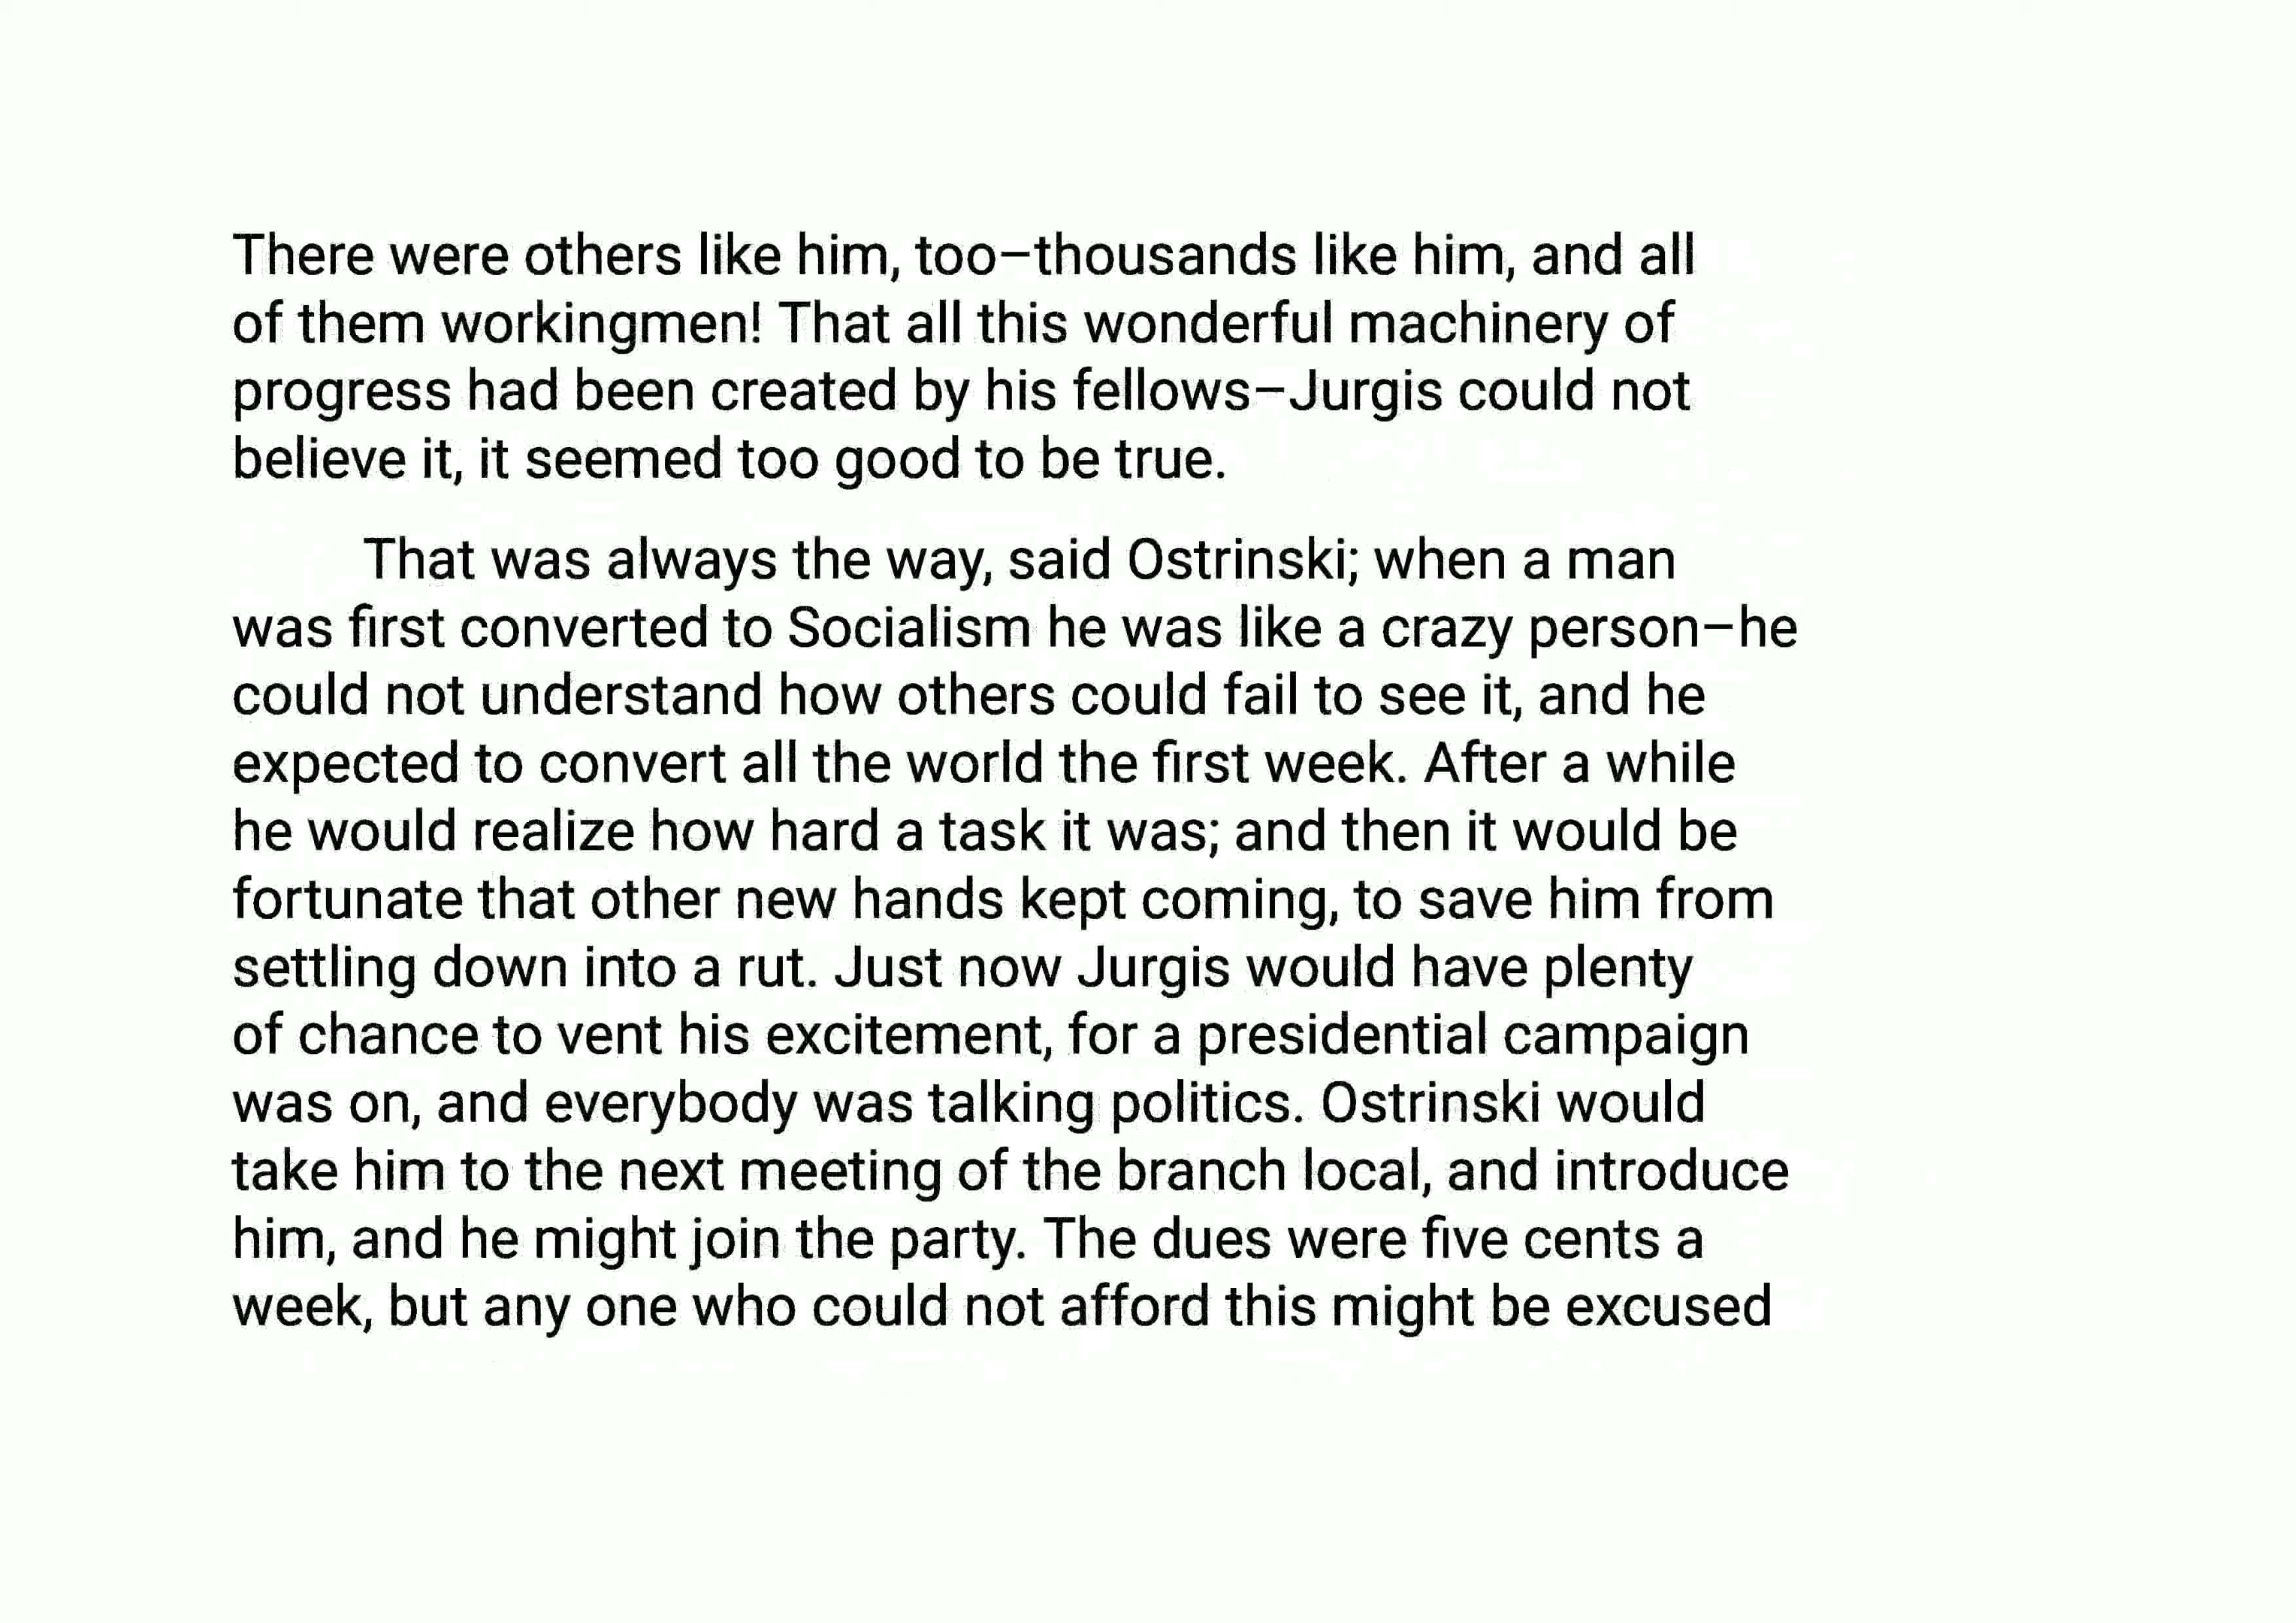 There were others like him, too—thousands like him, and all
of them workingmen! That all this wonderful machinery of
progress had been created by his fellows—Jurgis could not
believe it, it seemed too good to be true.
That was always the way, said Ostrinski; when a man
was first converted to Socialism he was like a crazy person—he
could not understand how others could fail to see it, and he
expected to convert all the world the first week. After a while
he would realize how hard a task it was; and then it would be
fortunate that other new hands kept coming, to save him from
settling down into a rut. Just now Jurgis would have plenty
of chance to vent his excitement, for a presidential campaign
was on, and everybody was talking politics. Ostrinski would
take him to the next meeting of the branch local, and introduce
him, and he might join the party. The dues were five cents a
week, but any one who could not afford this might be excused